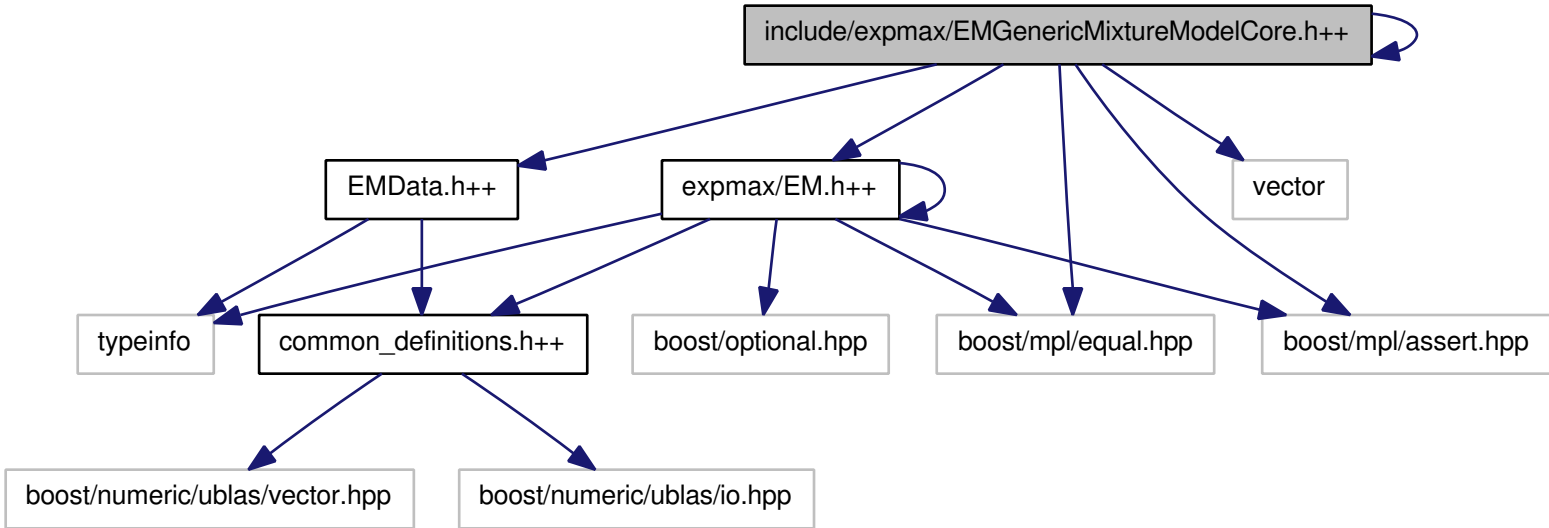 include/expmax/EMGenericMixtureModelCore.h++
EMData.h++
expmax/EM.h++
vector
typeinfo
common_definitions.h++
boost/optional.hpp
boost/mpl/equal.hpp
boost/mpl/assert.hpp
boost/numeric/ublas/vector.hpp
boost/numeric/ublas/io.hpp